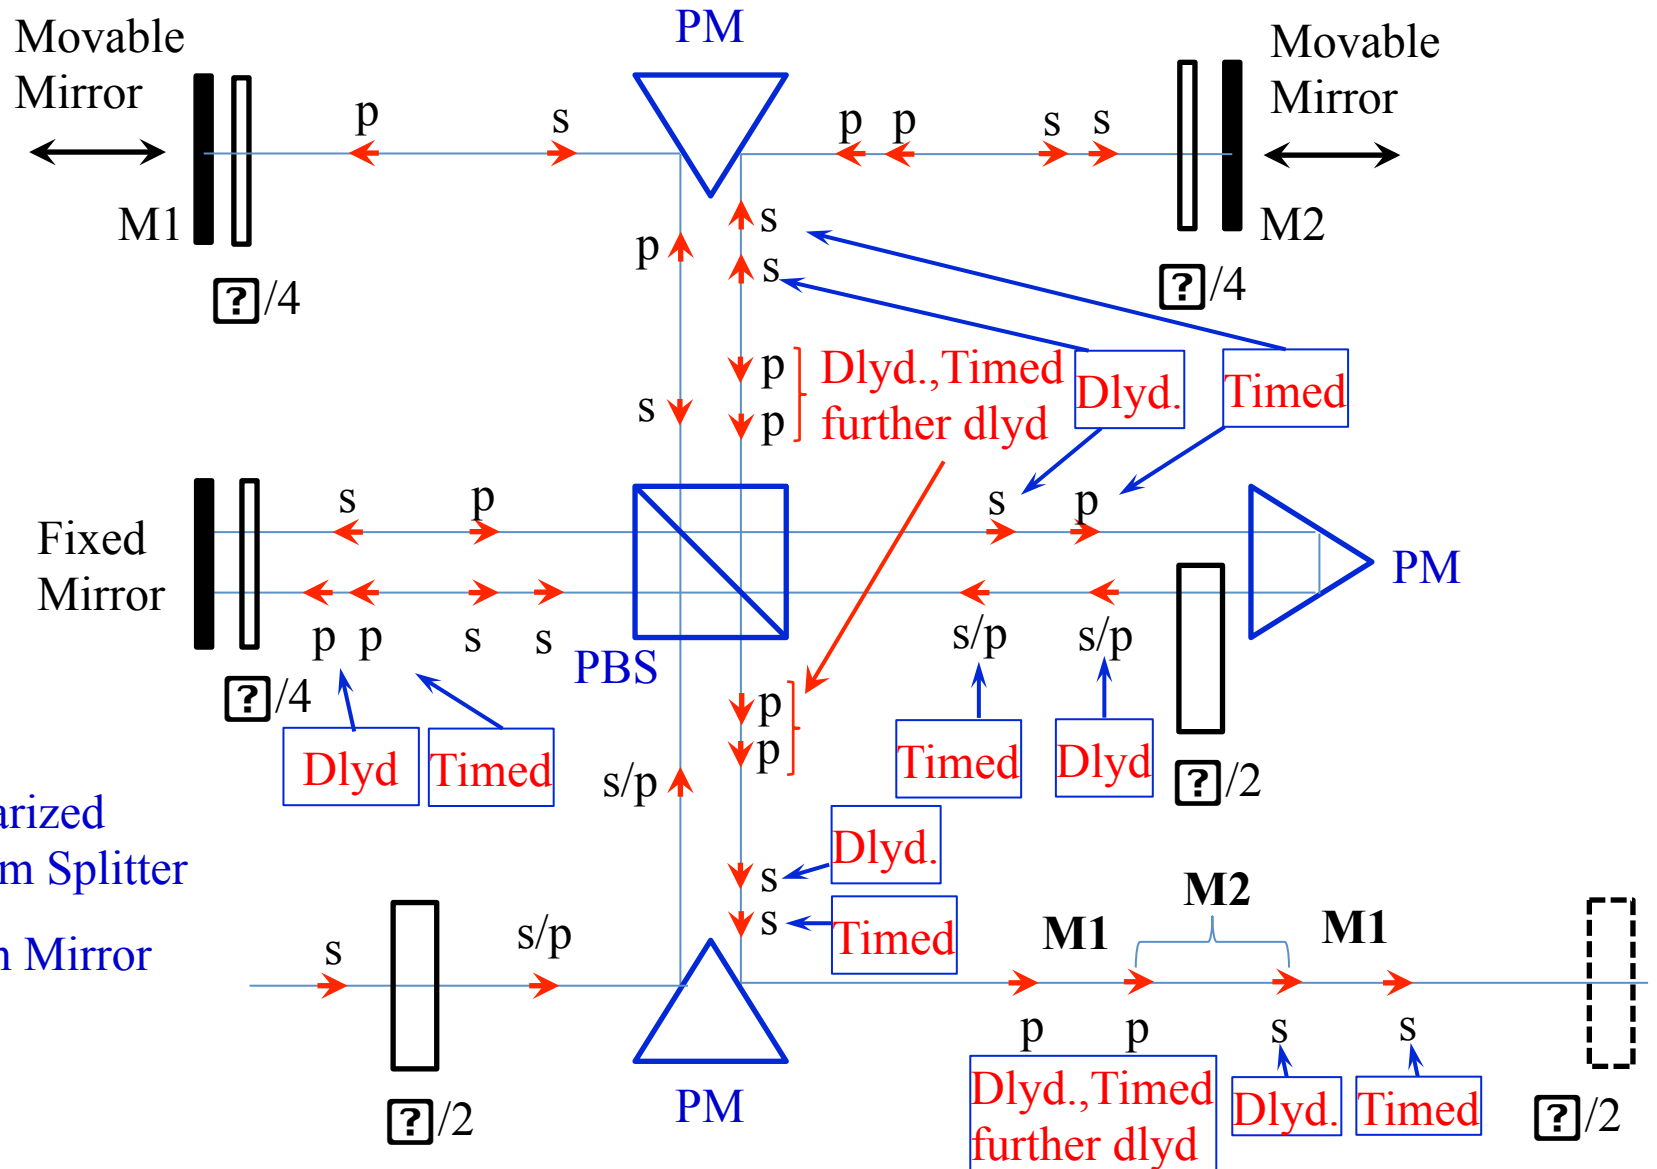 PM
Movable
Mirror
Movable
Mirror
p
s
p
p
s
s
M1
M2
p
s
s
?/4
?/4
s
p
p
Dlyd.,Timed
further dlyd
Dlyd.
Timed
Fixed
Mirror
s
p
s
p
PM
p
p
s
s
PBS
s/p
s/p
?/4
Dlyd
Timed
p
p
Timed
Dlyd
?/2
s/p
arized
m Splitter
n Mirror
Dlyd.
s
s
Timed
s
s/p
M1
M2
M1
p
p
s
s
?/2
PM
Dlyd.,Timed
further dlyd
Dlyd.
Timed
?/2